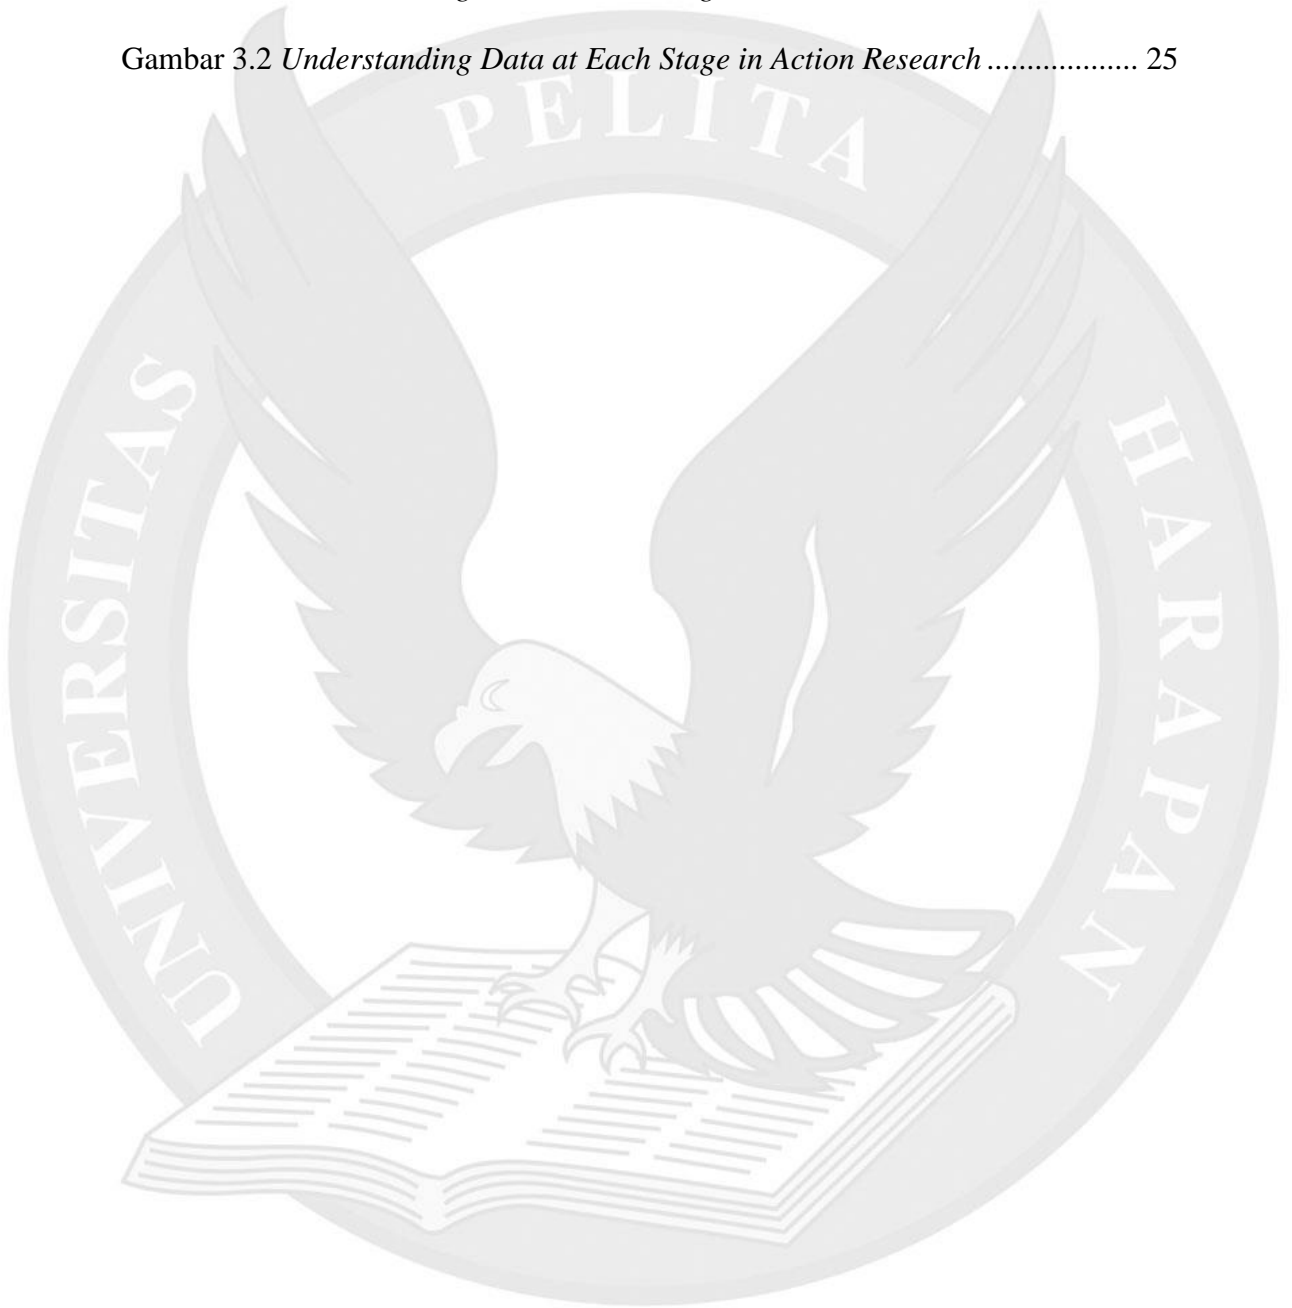 Gambar 3.2 Understanding Data at Each Stage in Action Research ................... 25
UNIVERSITAS PELITA HARAPAN